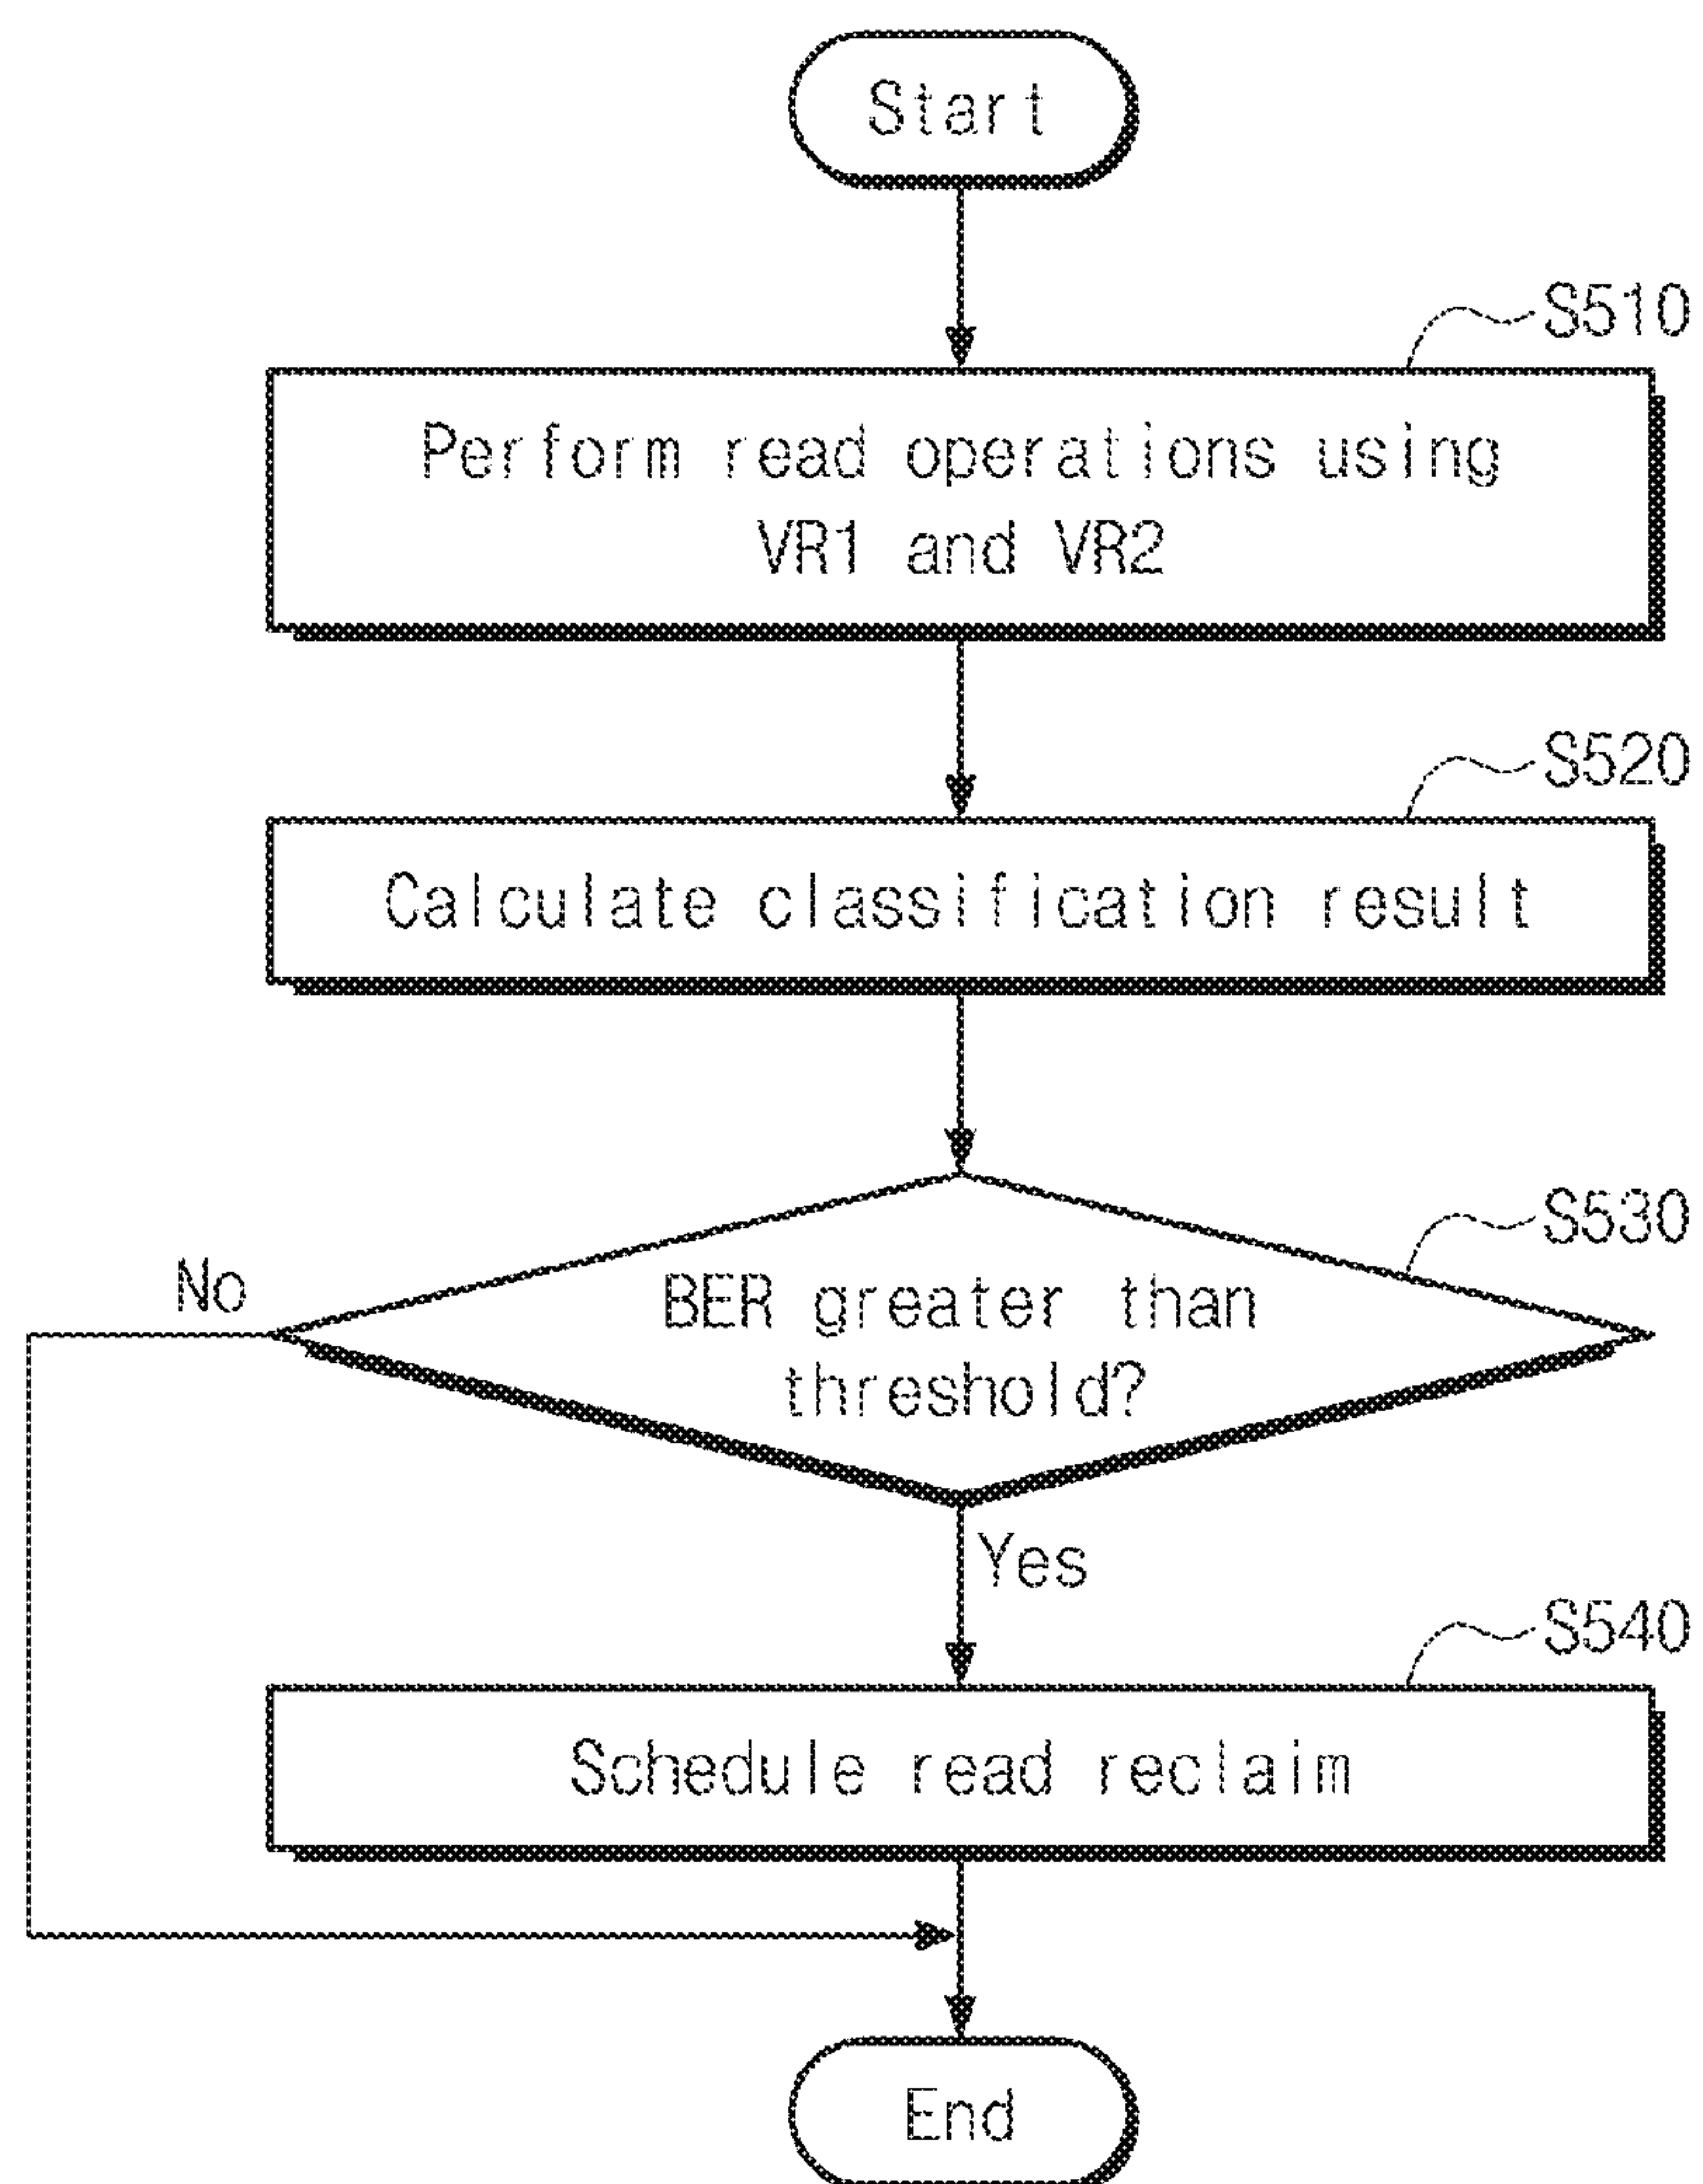 Start
S510
Perform read operations using
VR1 and VR2
S520
Calculate classification result
S530
No
BER greater than
threshold?
Yes
S540
Schedule read reclaim
End